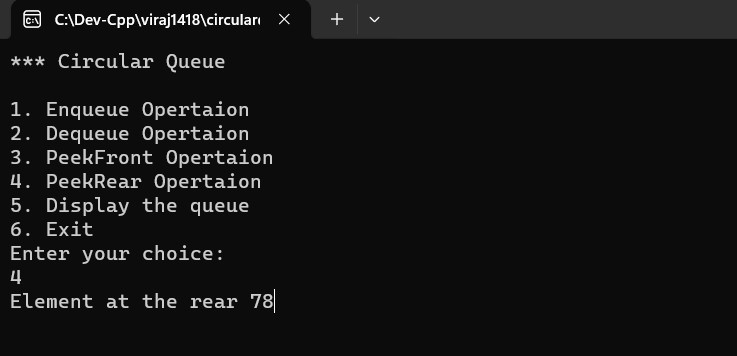 C:\Dev-Cpp\viraj1418\circular
*** Circular Queue
1. Enqueue Opertaion
2. Dequeue Opertaion
3. PeekFront Opertaion
4. PeekRear Opertaion
5. Display the queue
6. Exit
Enter your choice:
4
Element at the rear 78